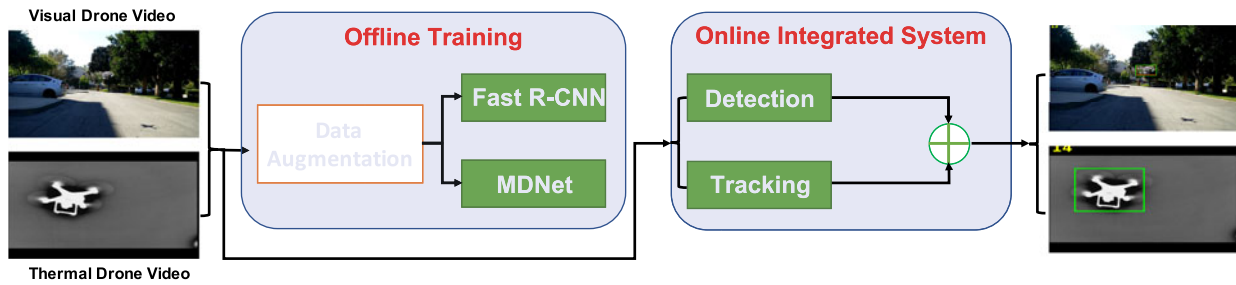 Visual Drone Video
Offline Training
Online Integrated System
Data
Augmentation
Fast R-CNN
MDNet
Detection
Tracking
14
Thermal Drone Video